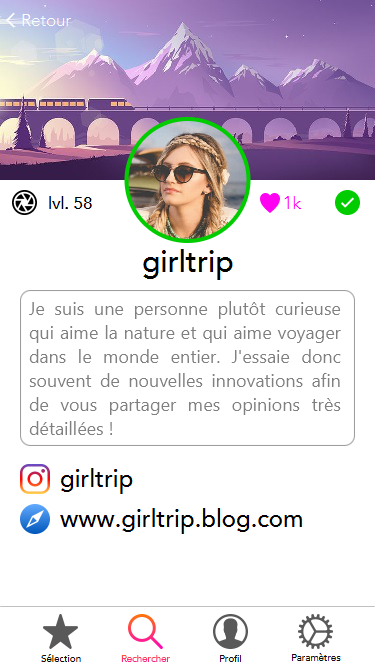 Retour
lvl. 58
1k
girltrip
Je suis une personne plutôt curieuse
qui aime la nature et qui aime voyager
dans le monde entier. J'essaie donc
souvent de nouvelles innovations afin
de vous partager mes opinions très
détaillées !
girltrip
www.girltrip.blog.com
Sélection
Rechercher
Profil
Paramètres